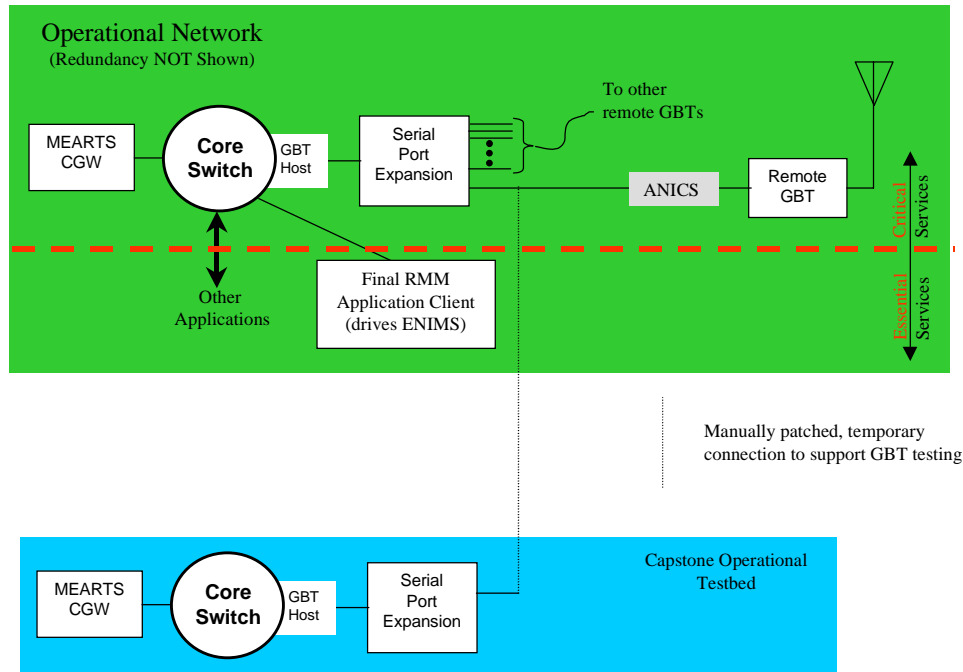 Operational Network
(Redundancy NOT Shown)
To other
remote GBTs
MEARTS
CGW
Core
Switch
GBT
Host
Serial
Port
Expansion
ANICS
Remote
GBT
Critical
Services
Essential
Services
Other
Applications
Final RMM
Application Client
(drives ENIMS)
Manually patched, temporary
connection to support GBT testing
Capstone Operational
Testbed
MEARTS
CGW
Core
Switch
GBT
Host
Serial
Port
Expansion